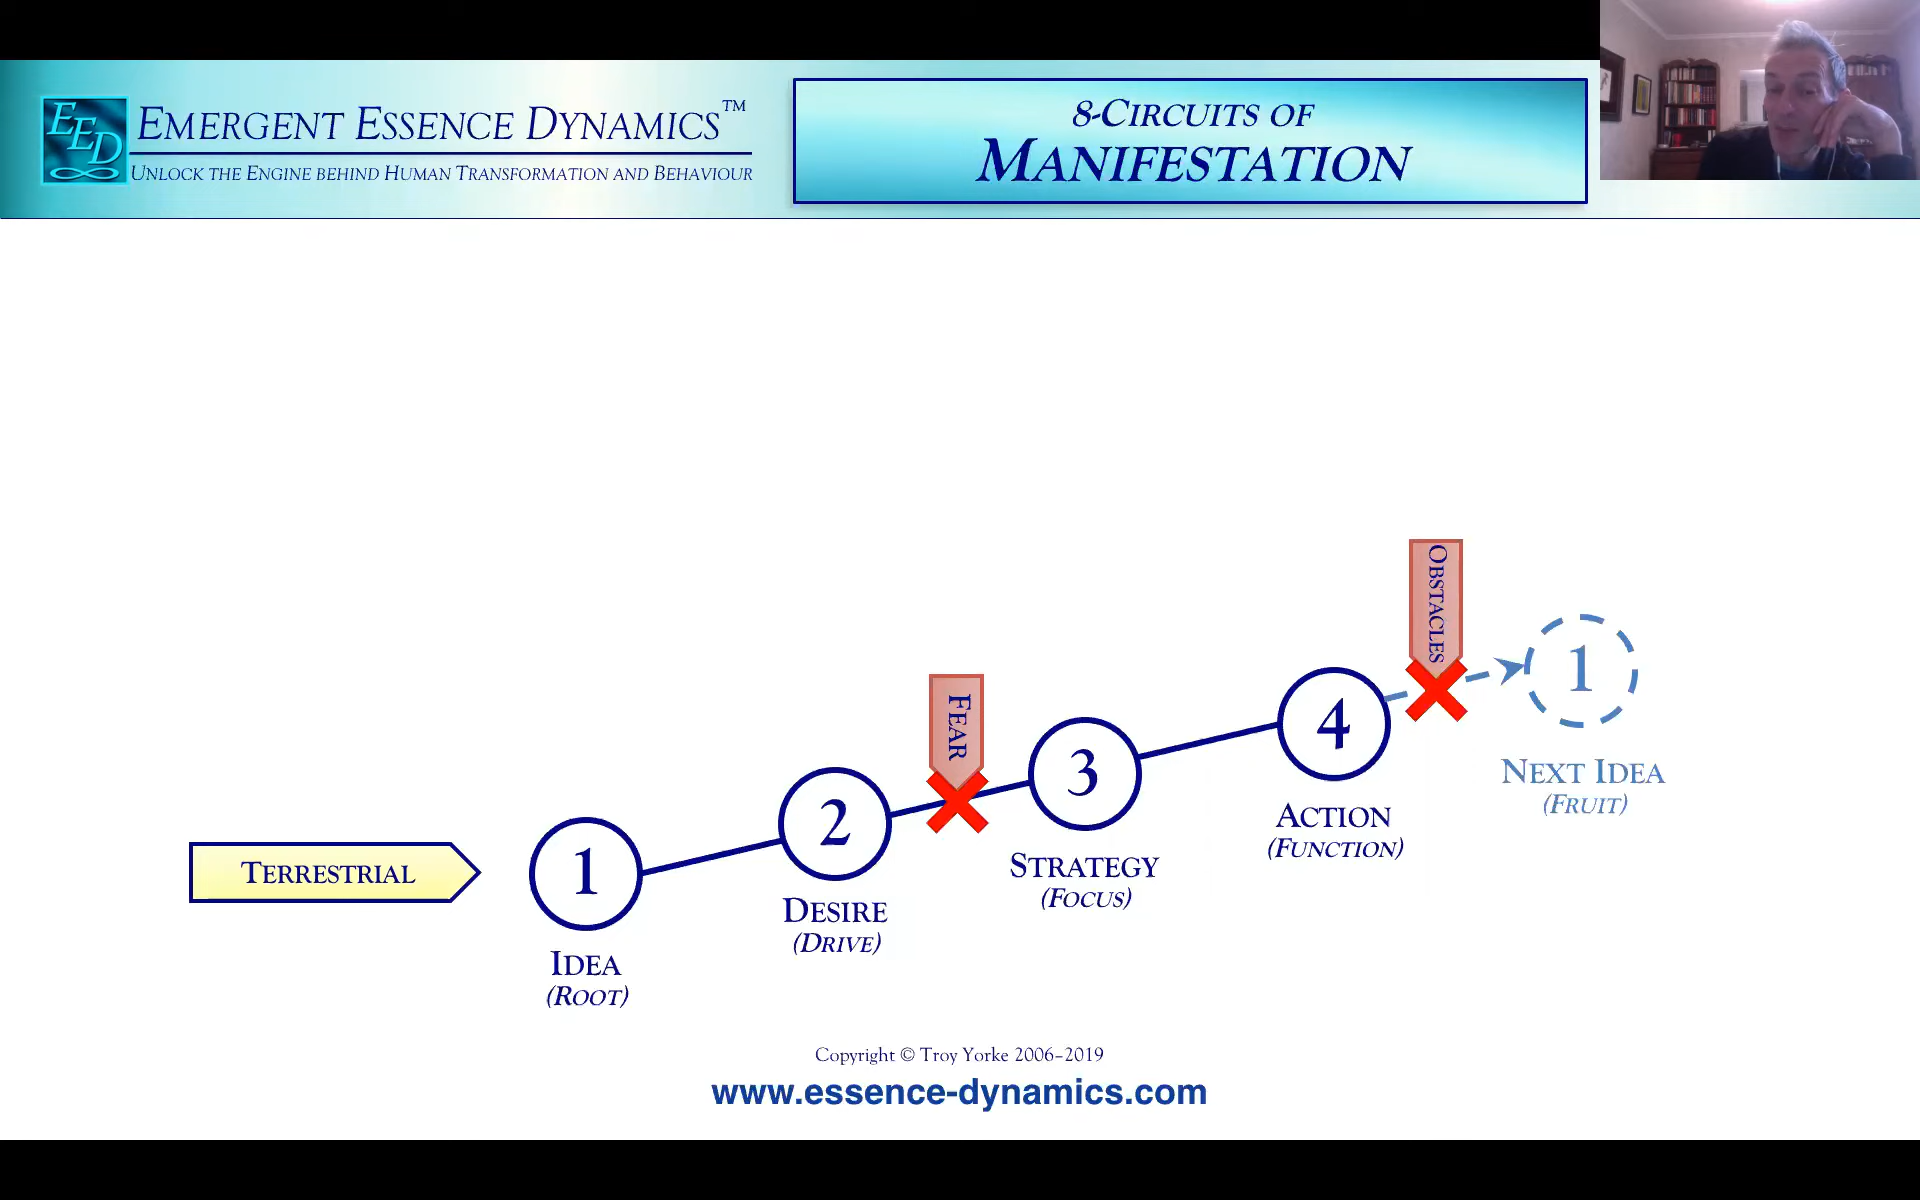 EED
EMERGENT ESSENCE DYNAMICS™
UNLOCK THE ENGINE BEHIND HUMAN TRANSFORMATION AND BEHAVIOUR
8-CIRCUITS OF
MANIFESTATION
OBSTACLES
1
NEXT IDEA
(FRUIT)
FEAR
4
ACTION
(FUNCTION)
3
STRATEGY
(FOCUS)
2
DESIRE
(DRIVE)
TERRESTRIAL
1
IDEA
(ROOT)
Copyright © Troy Yorke 2006–2019
www.essence-dynamics.com